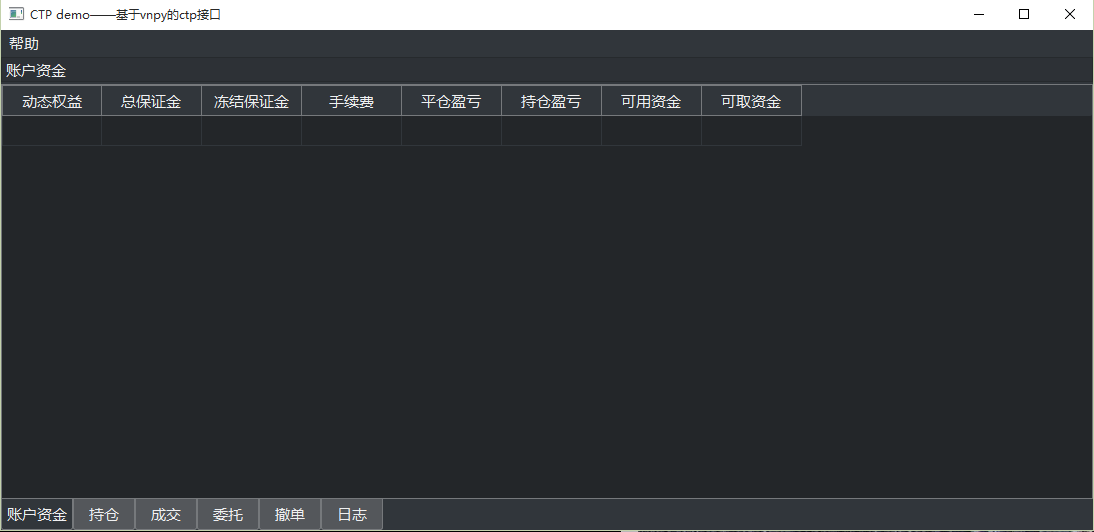 CTP demo——基于vnpy的ctp接口
帮助
账户资金
动态权益 总保证金 冻结保证金 手续费 平仓盈亏 持仓盈亏 可用资金 可取资金
账户资金 持仓 成交 委托 撤单 日志